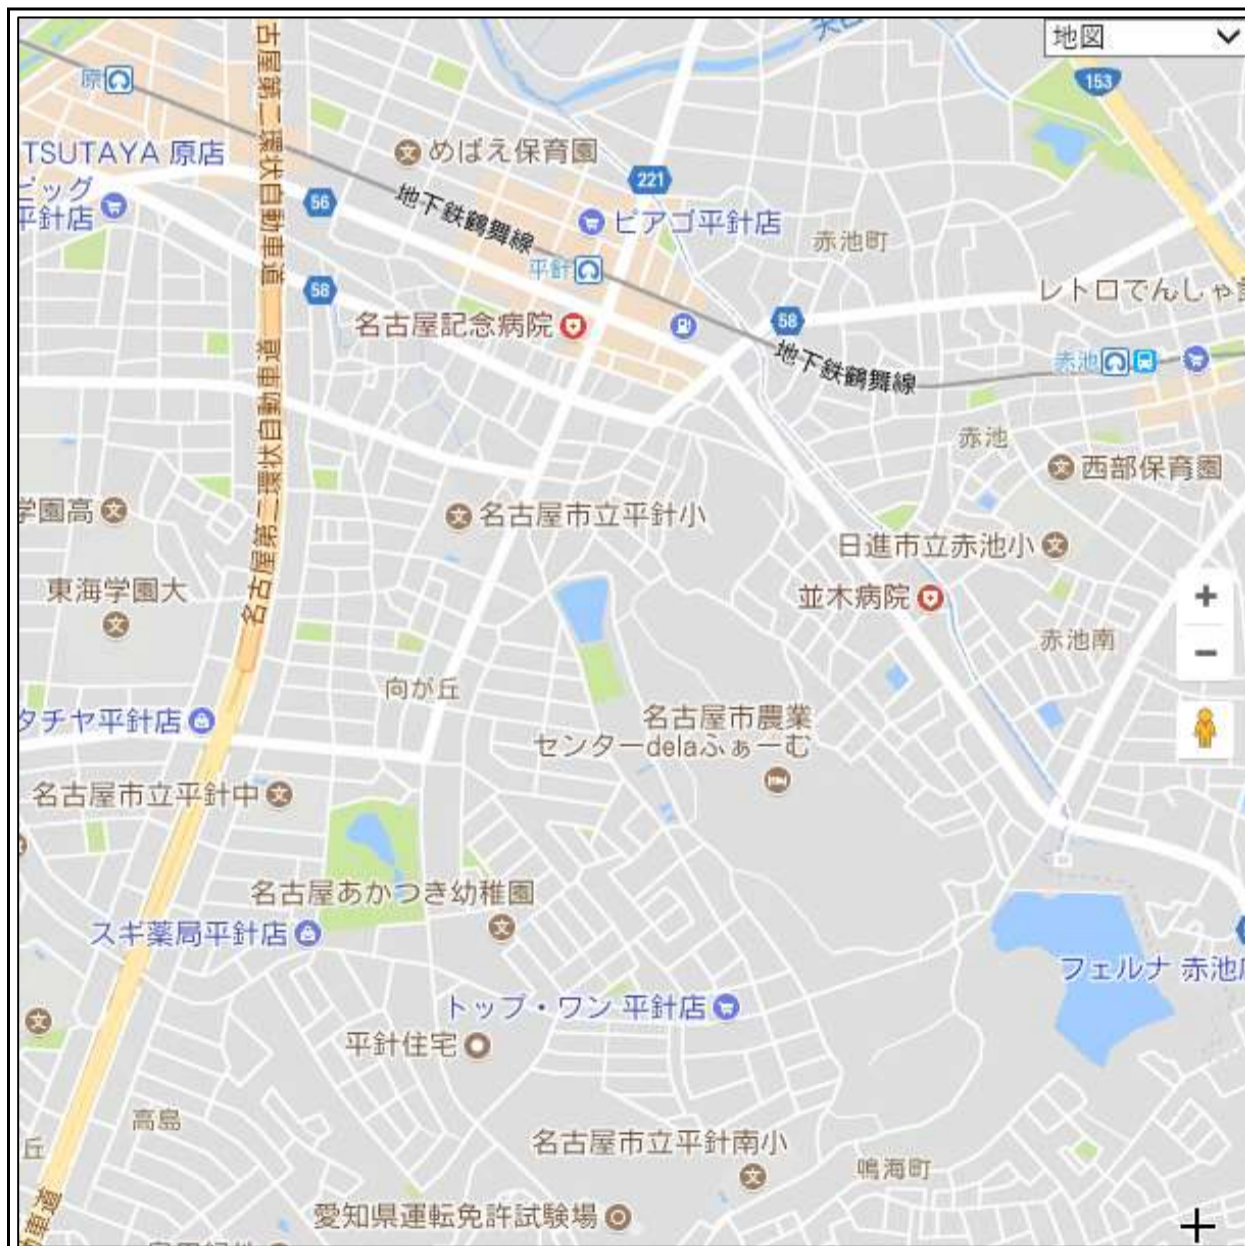 地図
153
原
古屋第二環状自動車道
TSUTAYA 原店
めばえ保育園
221
ビッグ
平針店
56
地下鉄鶴舞線
ピアゴ平針店
赤池町
平針
58
レトロでんしゃ
名古屋記念病院
58
地下鉄鶴舞線
赤池
名古屋第二環状自動車道
赤池
西部保育園
学園高
名古屋市立平針小
日進市立赤池小
東海学園大
並木病院
+
赤池南
−
向が丘
タチヤ平針店
名古屋市農業
センターdelaふぁーむ
名古屋市立平針中
名古屋あかつき幼稚園
スギ薬局平針店
フェルナ 赤池
トップ・ワン 平針店
平針住宅
高島
丘
名古屋市立平針南小
鳴海町
動車道
愛知県運転免許試験場